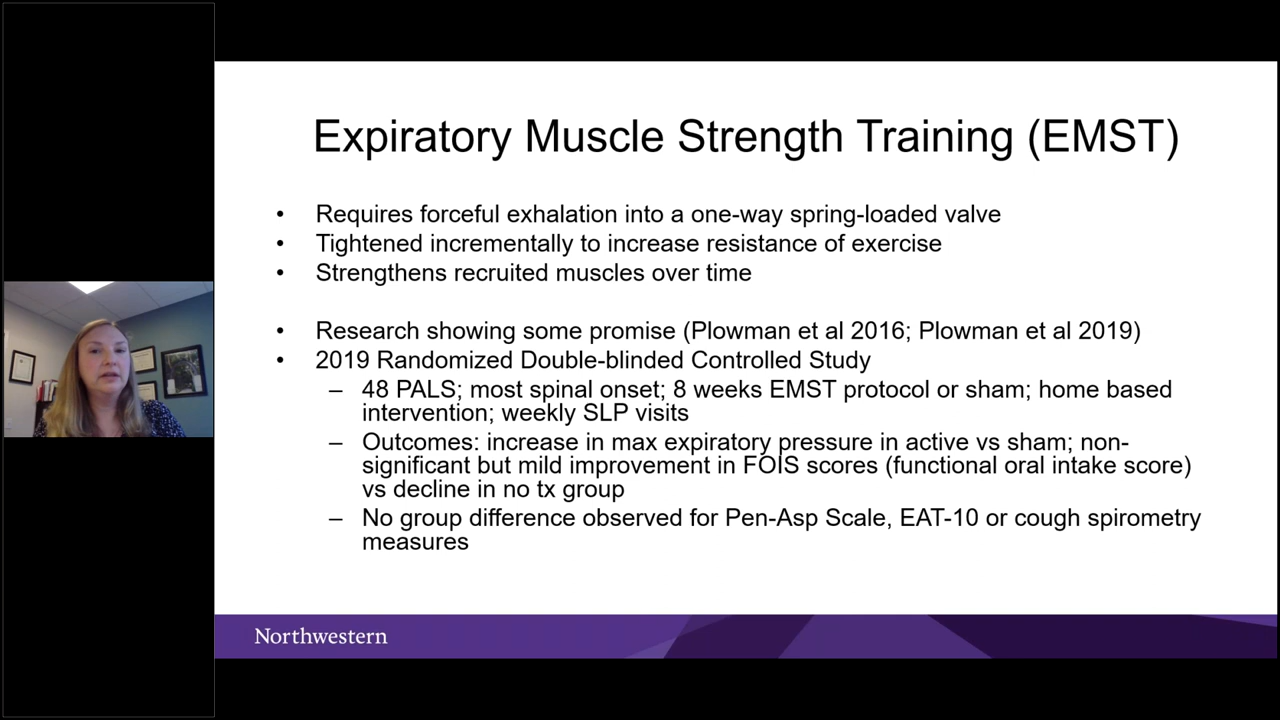 Expiratory Muscle Strength Training (EMST)
• Requires forceful exhalation into a one-way spring-loaded valve
• Tightened incrementally to increase resistance of exercise
• Strengthens recruited muscles over time
• Research showing some promise (Plowman et al 2016; Plowman et al 2019)
• 2019 Randomized Double-blinded Controlled Study
– 48 PALS; most spinal onset; 8 weeks EMST protocol or sham; home based
intervention; weekly SLP visits
– Outcomes: increase in max expiratory pressure in active vs sham; non-
significant but mild improvement in FOIS scores (functional oral intake score)
vs decline in no tx group
– No group difference observed for Pen-Asp Scale, EAT-10 or cough spirometry
measures
Northwestern